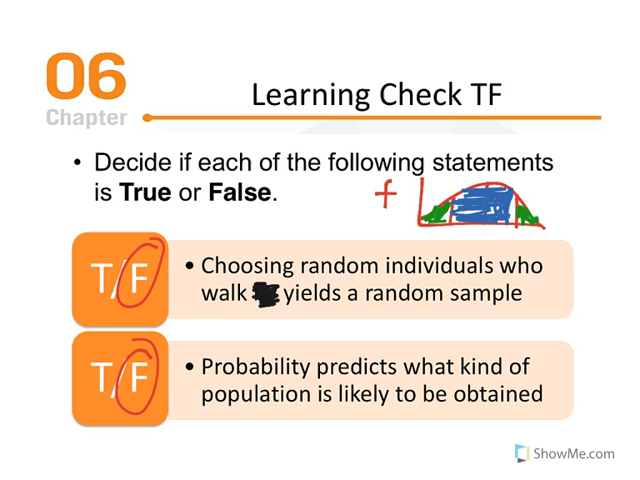 06
Chapter
Learning Check TF
• Decide if each of the following statements
is True or False.
f
T/F
• Choosing random individuals who
walk yields a random sample
T/F
• Probability predicts what kind of
population is likely to be obtained
ShowMe.com